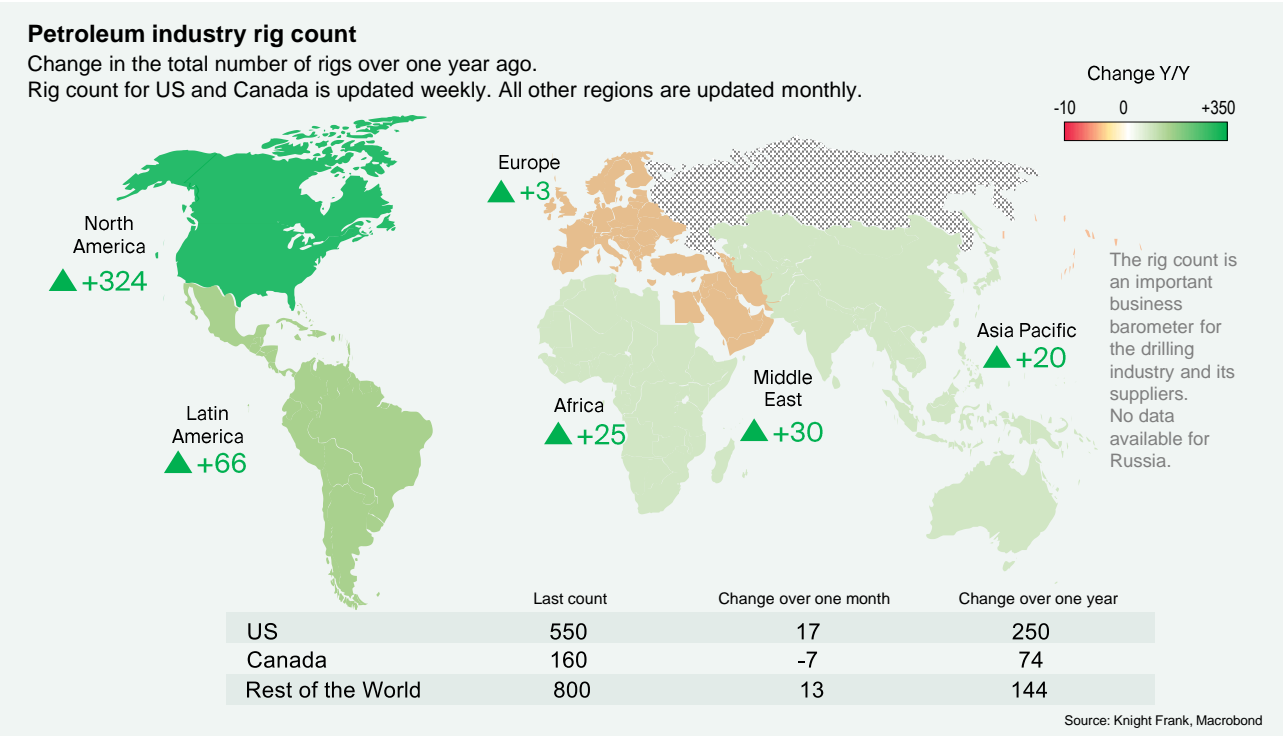 Petroleum industry rig count
Change in the total number of rigs over one year ago.
Rig count for US and Canada is updated weekly. All other regions are updated monthly.
Change Y/Y
-10 0 +350
Europe
+3
North
America
+324
Asia Pacific
+20
The rig count is
an important
business
barometer for
the drilling
industry and its
suppliers.
No data
available for
Russia.
Middle
East
+30
Africa
+25
Latin
America
+66
Last count Change over one month Change over one year
US 550 17 250
Canada 160 -7 74
Rest of the World 800 13 144
Source: Knight Frank, Macrobond